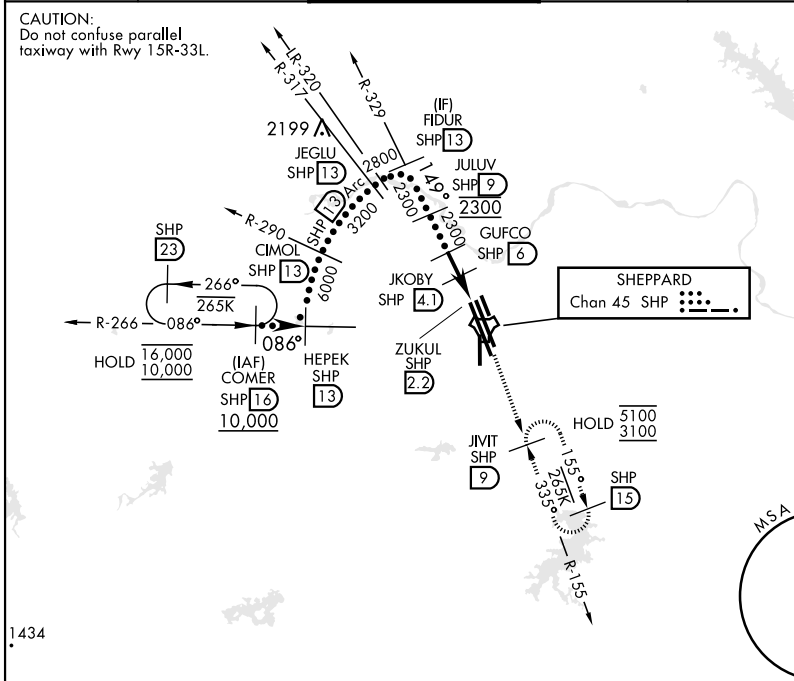 CAUTION:
Do not confuse parallel
taxiway with Rwy 15R-33L.
LR-320
R-317
R-329
2199
(IF)
FIDUR
SHP 13
JEGLU
SHP 13
2800
149°
JULUV
SHP 9
2300
SHP 13 Arc
3200
2300
2300
R-290
GUFCO
SHP 6
SHP
23
CIMOL
SHP 13
6000
JKOBY
SHP 4.1
SHEPPARD
Chan 45 SHP
266°
265K
R-266
086°
086°
HOLD 16,000
10,000
(IAF)
COMER
SHP 16
10,000
HEPEK
SHP
13
ZUKUL
SHP
2.2
HOLD 5100
3100
JIVIT
SHP
9
155°
265K
335°
SHP
15
R-155
MSA
1434